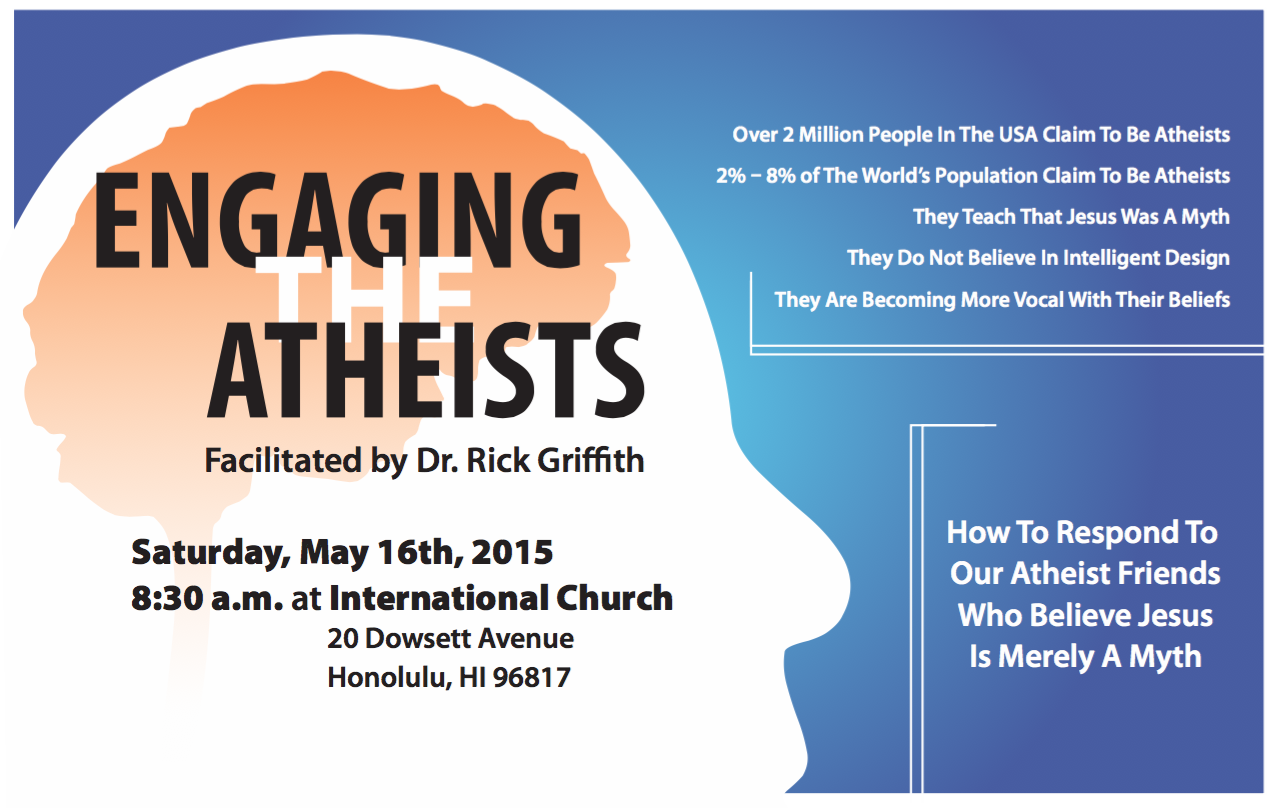 ENGAGING
THE
ATHEISTS
Facilitated by Dr. Rick Griffith
Saturday, May 16th, 2015
8:30 a.m. at International Church
20 Dowsett Avenue
Honolulu, HI 96817
Over 2 Million People In The USA Claim To Be Atheists
2% – 8% of The World's Population Claim To Be Atheists
They Teach That Jesus Was A Myth
They Do Not Believe In Intelligent Design
They Are Becoming More Vocal With Their Beliefs
How To Respond To
Our Atheist Friends
Who Believe Jesus
Is Merely A Myth